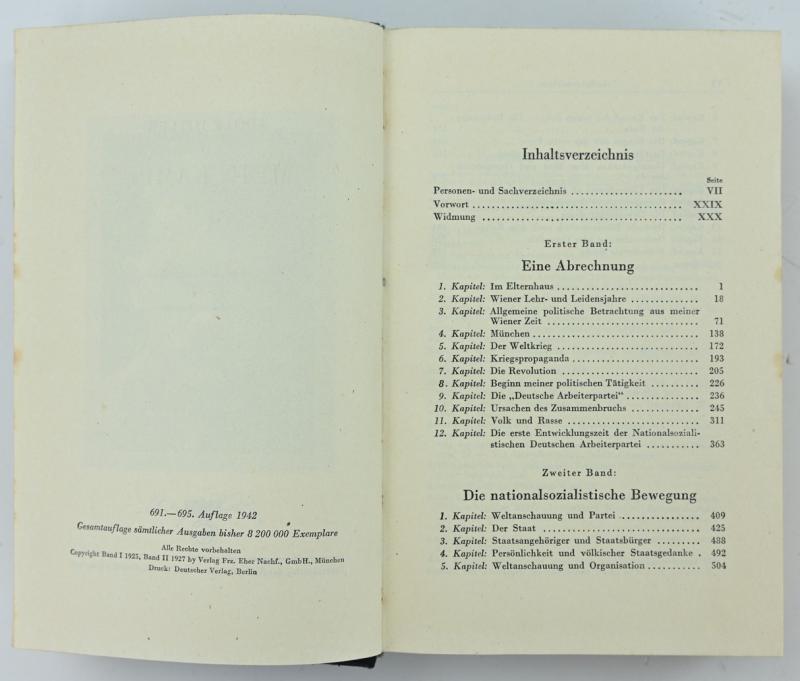 691.—695. Auflage 1942
Gesamtauflage sämtlicher Ausgaben bisher 8 200 000 Exemplare
Alle Rechte vorbehalten
Copyright Band I 1925, Band II 1927 by Verlag Frz. Eher Nachf., GmbH., München
Druck: Deutscher Verlag, Berlin
Inhaltsverzeichnis
Seite
Personen- und Sachverzeichnis ...................... VII
Vorwort ........................................ XXIX
Widmung ...................................... XXX
Erster Band:
Eine Abrechnung
1. Kapitel: Im Elternhaus ............................. 1
2. Kapitel: Wiener Lehr- und Leidensjahre .............. 18
3. Kapitel: Allgemeine politische Betrachtung aus meiner
Wiener Zeit ............................... 71
4. Kapitel: München .................................. 138
5. Kapitel: Der Weltkrieg ............................. 172
6. Kapitel: Kriegspropaganda .......................... 193
7. Kapitel: Die Revolution ............................ 205
8. Kapitel: Beginn meiner politischen Tätigkeit .......... 226
9. Kapitel: Die „Deutsche Arbeiterpartei“ ............... 236
10. Kapitel: Ursachen des Zusammenbruchs .............. 245
11. Kapitel: Volk und Rasse ........................... 311
12. Kapitel: Die erste Entwicklungszeit der Nationalsoziali-
stischen Deutschen Arbeiterpartei ........... 363
Zweiter Band:
Die nationalsozialistische Bewegung
1. Kapitel: Weltanschauung und Partei ................. 409
2. Kapitel: Der Staat ................................ 425
3. Kapitel: Staatsangehöriger und Staatsbürger .......... 488
4. Kapitel: Persönlichkeit und völkischer Staatsgedanke . 492
5. Kapitel: Weltanschauung und Organisation ........... 504